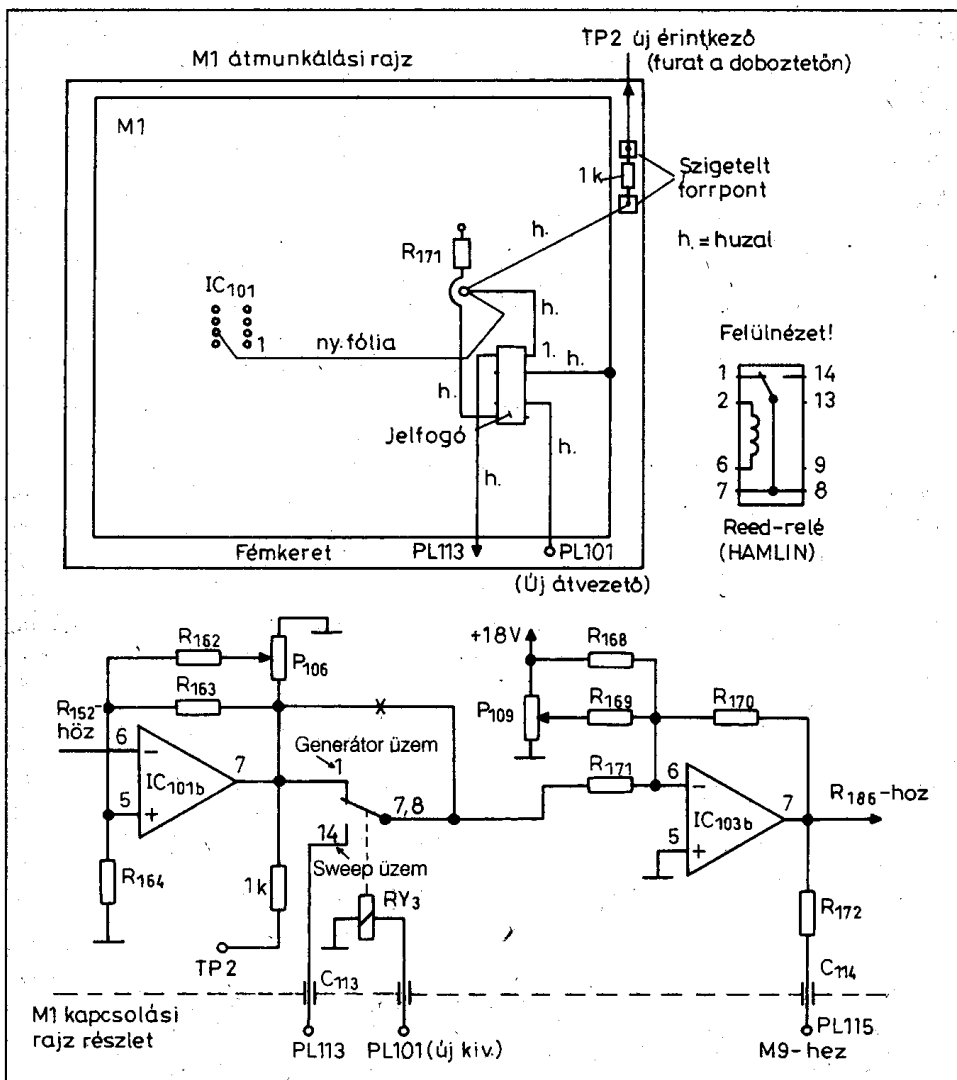 TP2 új érintkező
(furat a doboztetőn)
M1 átmunkálási rajz
M1
1k
Szigetelt
forrpont
h.
h. = huzal
R171
IC101
1
h.
1.
ny. fólia
h.
h.
Jelfogó
h.
h.
Fémkeret
PL113
PL101
(Új átvezető)
Felülnézet!
1
14
2
13
6
9
7
8
Reed-relé
(HAMLIN)
R162
P106
R163
R152-
höz
6
5
7
IC101b
Generátor üzem
1
7,8
14
Sweep üzem
R164
1k
RY3
TP2
C113
+18V
R168
P109
R169
R170
R171
6
5
7
IC103b
R186-hoz
R172
C114
M1 kapcsolási
rajz részlet
PL113
PL101 (új kiv.)
PL115
M9-hez